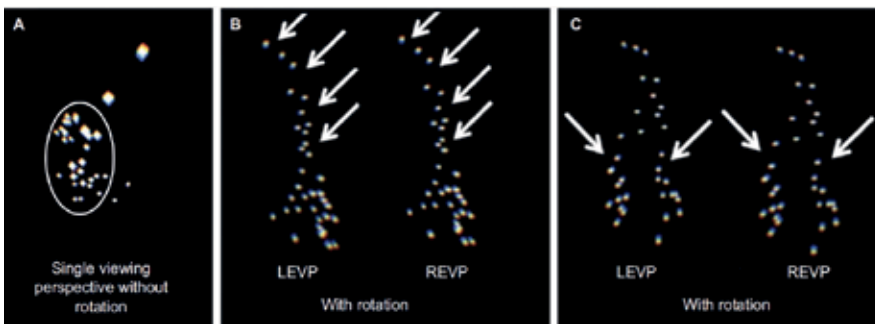 A
B
C
Single viewing
perspective without
rotation
LEVP
REVP
With rotation
LEVP
REVP
With rotation